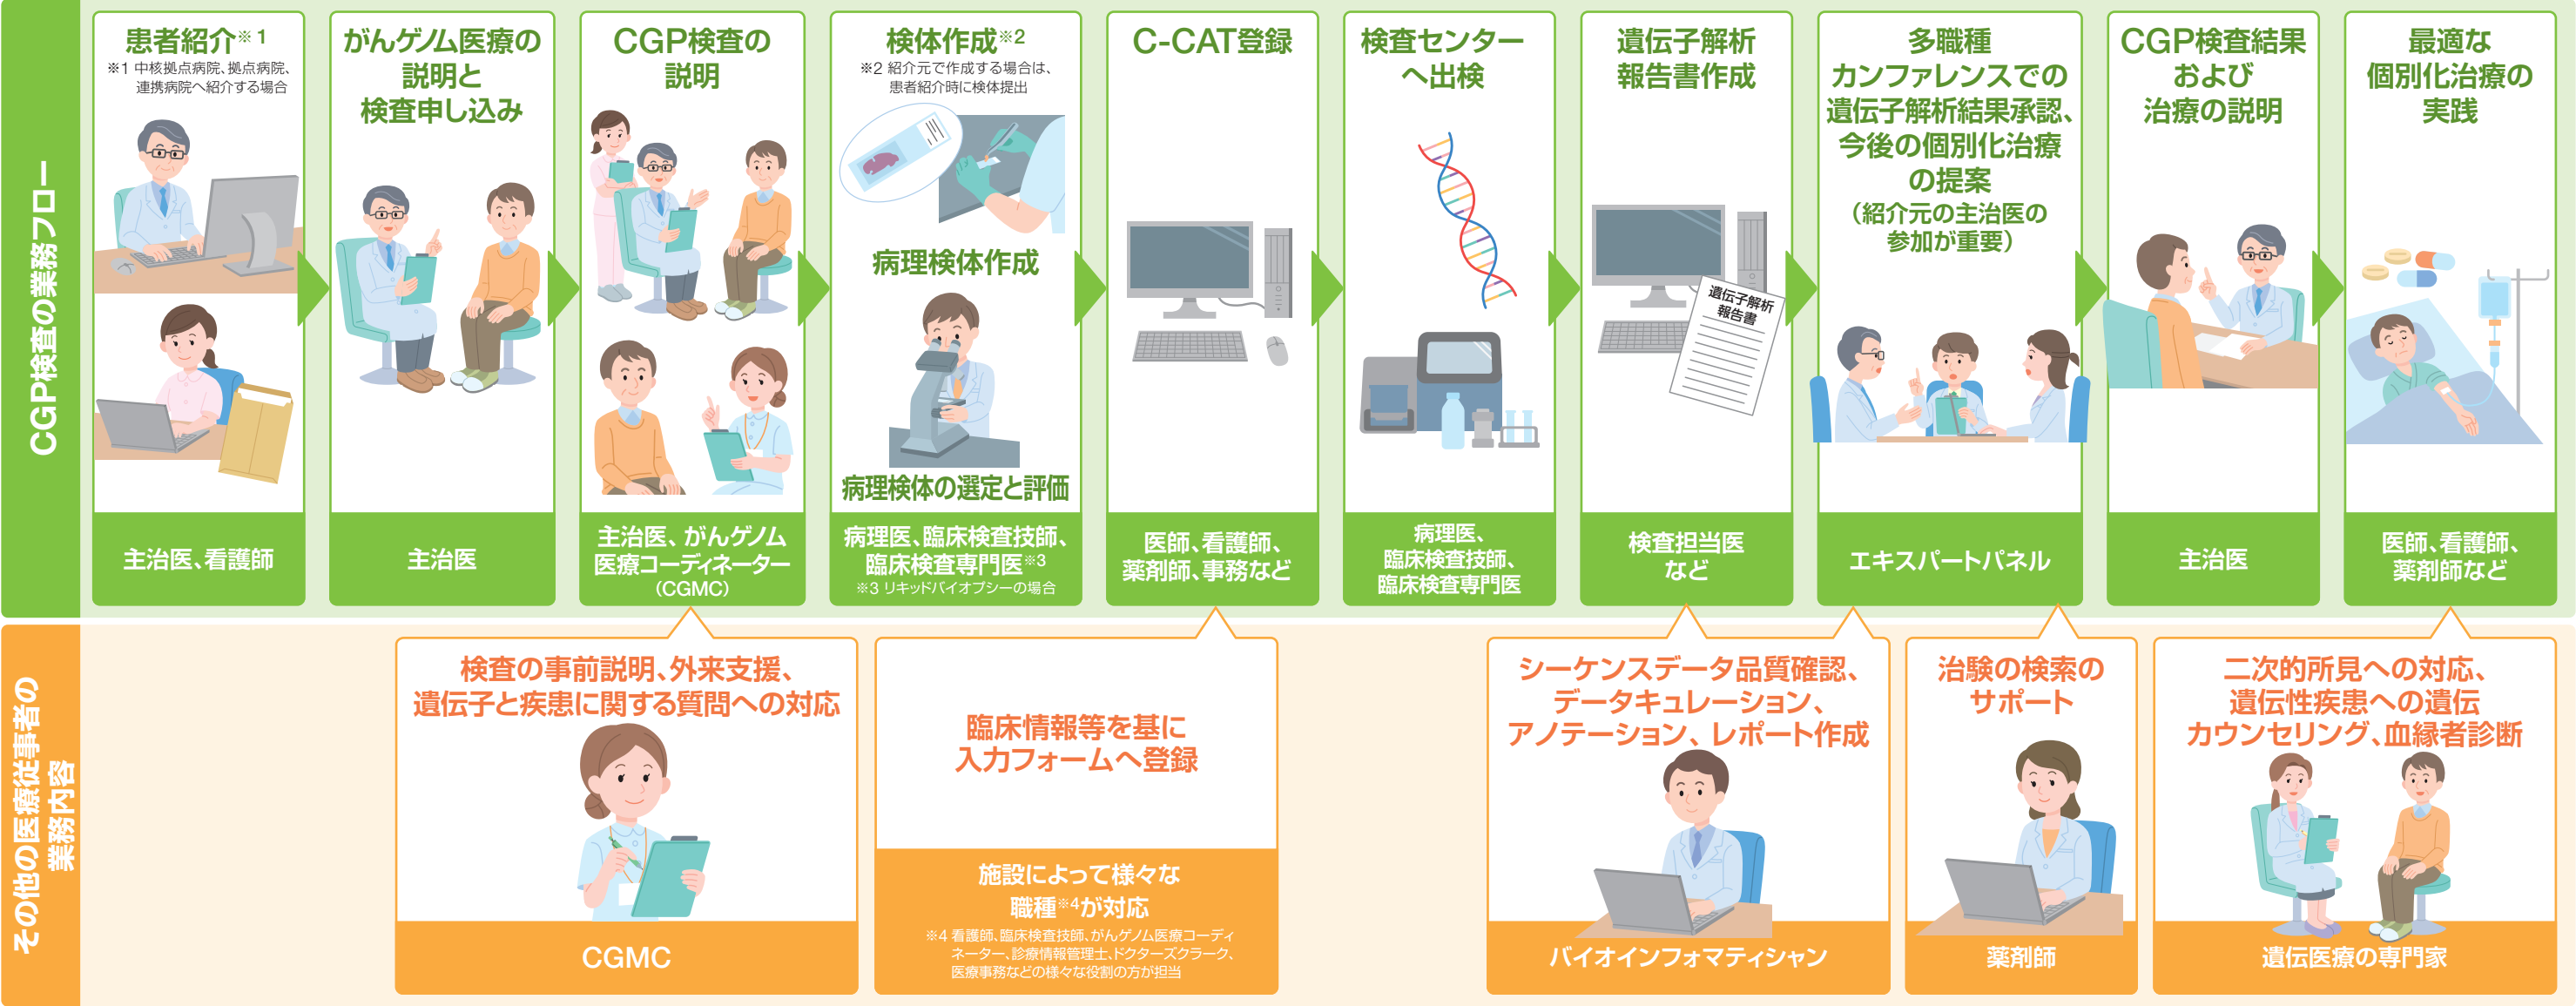 CGP検査の業務フロー
患者紹介※1
※1 中核拠点病院、拠点病院、
連携病院へ紹介する場合
主治医、看護師
がんゲノム医療の
説明と
検査申し込み
主治医
CGP検査の
説明
主治医、がんゲノム
医療コーディネーター
（CGMC）
検体作成※2
※2 紹介元で作成する場合は、
患者紹介時に検体提出
病理検体作成
病理検体の選定と評価
病理医、臨床検査技師、
臨床検査専門医※3
※3 リキッドバイオプシーの場合
C-CAT登録
医師、看護師、
薬剤師、事務など
検査センター
へ出検
病理医、
臨床検査技師、
臨床検査専門医
遺伝子解析
報告書作成
遺伝子解析
報告書
検査担当医
など
多職種
カンファレンスでの
遺伝子解析結果承認、
今後の個別化治療
の提案
（紹介元の主治医の
参加が重要）
エキスパートパネル
CGP検査結果
および
治療の説明
主治医
最適な
個別化治療の
実践
医師、看護師、
薬剤師など
その他の医療従事者の
業務内容
検査の事前説明、外来支援、
遺伝子と疾患に関する質問への対応
CGMC
臨床情報等を基に
入力フォームへ登録
施設によって様々な
職種※4が対応
※4 看護師、臨床検査技師、がんゲノム医療コーディ
ネーター、診療情報管理士、ドクターズクラーク、
医療事務などの様々な役割の方が担当
シーケンスデータ品質確認、
データキュレーション、
アノテーション、レポート作成
バイオインフォマティシャン
治験の検索の
サポート
薬剤師
二次的所見への対応、
遺伝性疾患への遺伝
カウンセリング、血縁者診断
遺伝医療の専門家